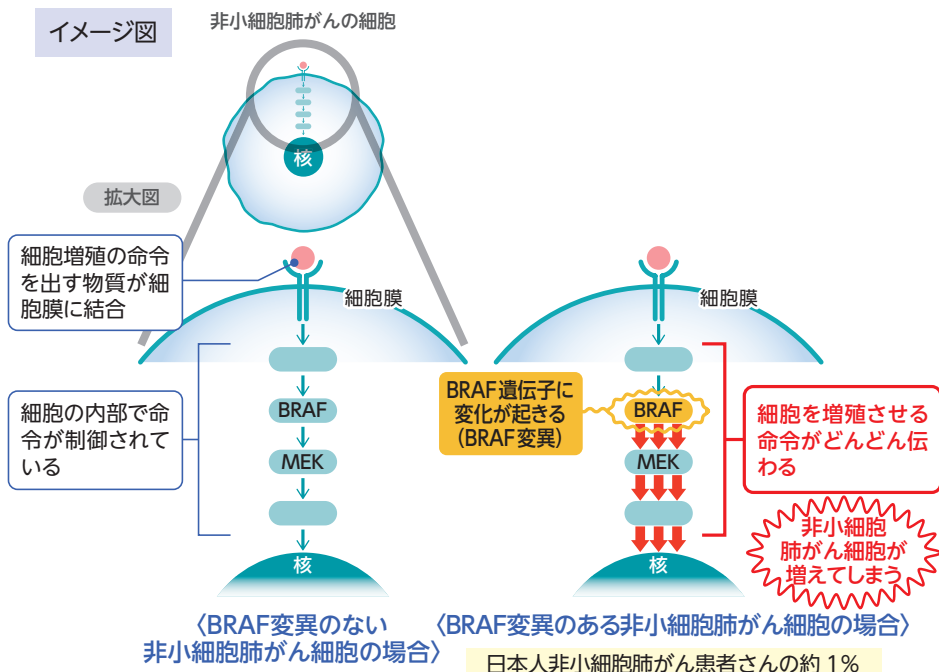 イメージ図
非小細胞肺がんの細胞
核
拡大図
細胞増殖の命令
を出す物質が細
胞膜に結合
細胞膜
細胞の内部で命
令が制御されて
いる
BRAF
MEK
核
〈BRAF変異のない
非小細胞肺がん細胞の場合〉
細胞膜
BRAF遺伝子に
変化が起きる
（BRAF変異）
BRAF
MEK
核
細胞を増殖させる
命令がどんどん伝
わる
非小細胞
肺がん細胞が
増えてしまう
〈BRAF変異のある非小細胞肺がん細胞の場合〉
日本人非小細胞肺がん患者さんの約1%